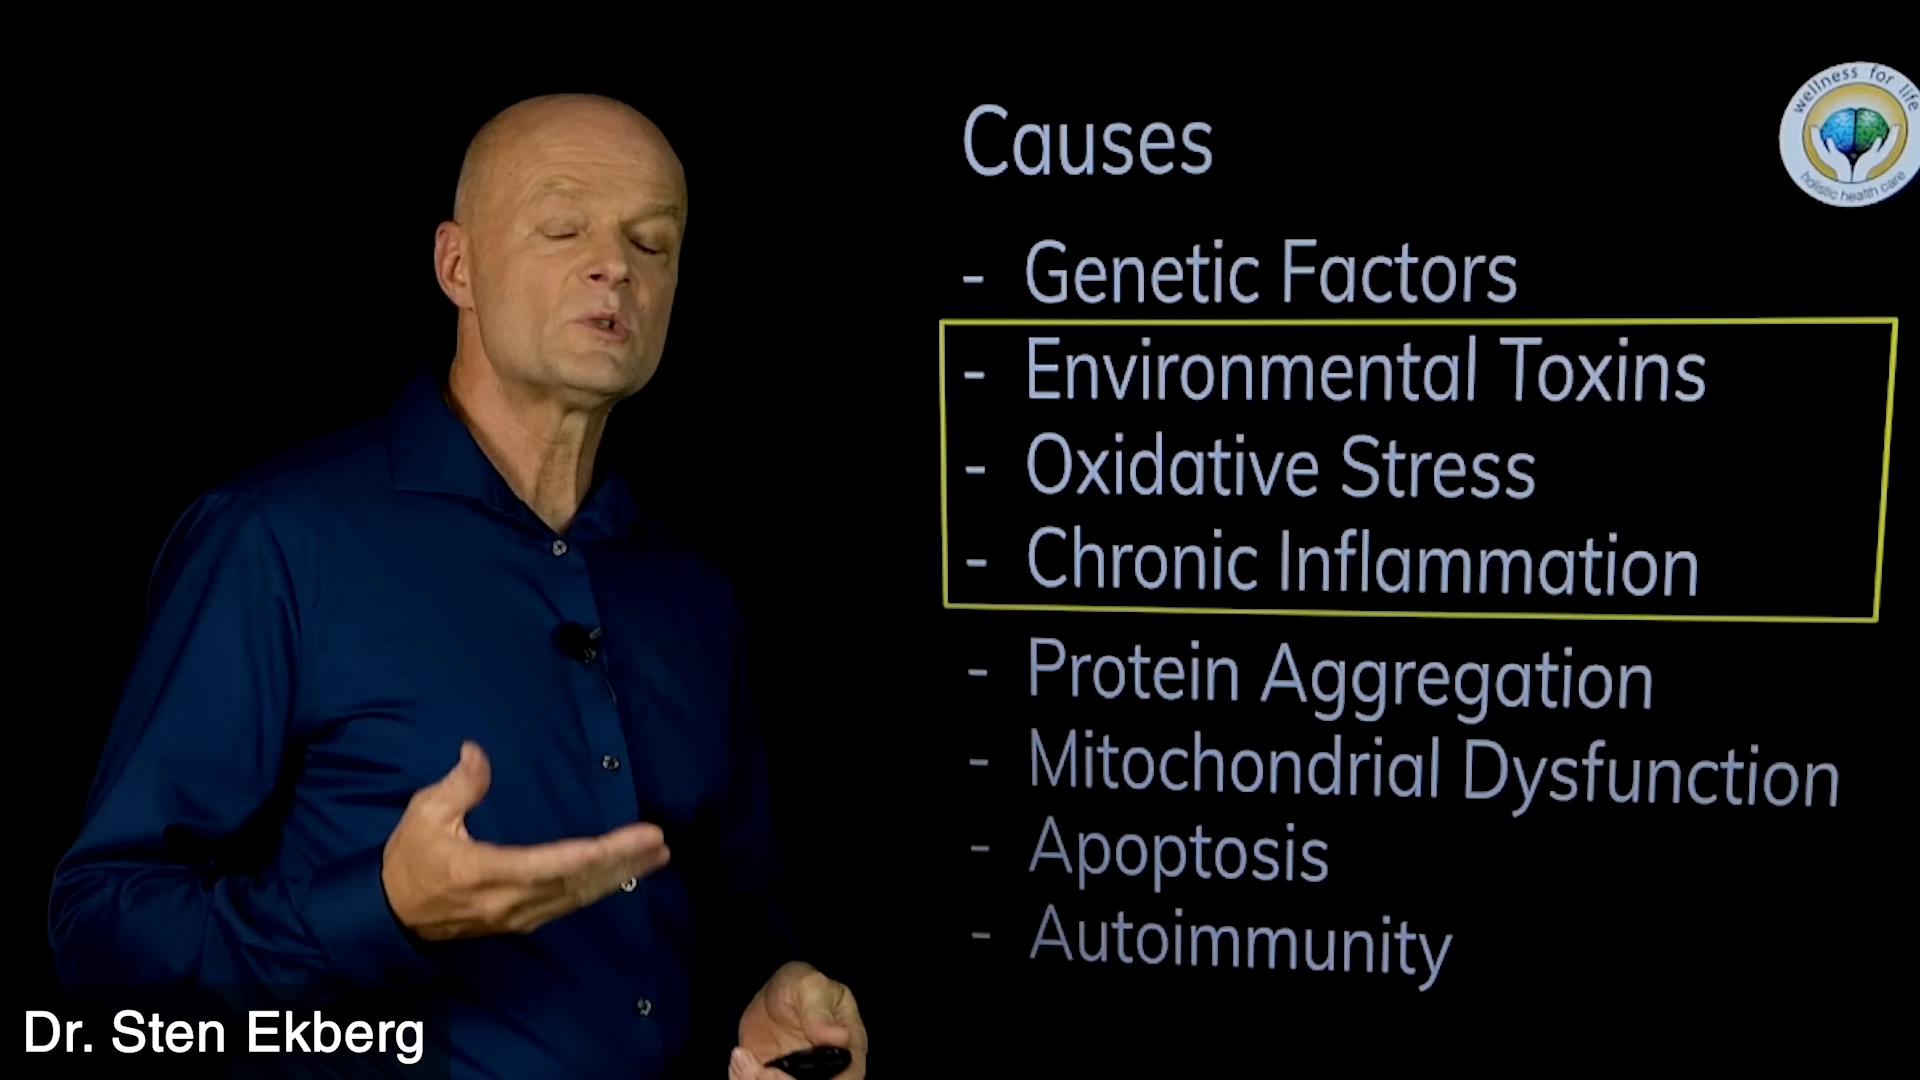 Causes
wellness for life
holistic health care
- Genetic Factors
- Environmental Toxins
- Oxidative Stress
- Chronic Inflammation
- Protein Aggregation
- Mitochondrial Dysfunction
- Apoptosis
- Autoimmunity
Dr. Sten Ekberg